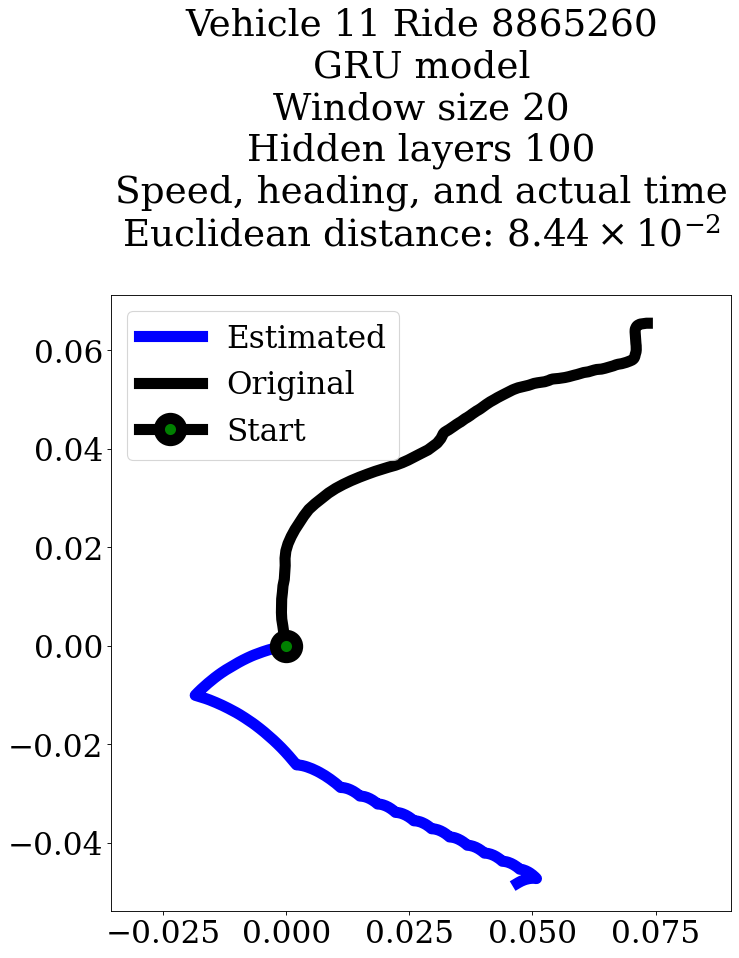 Vehicle 11 Ride 8865260
GRU model
Window size 20
Hidden layers 100
Speed, heading, and actual time
Euclidean distance: 8.44 × 10⁻²
Estimated
Original
Start
0.06
0.04
0.02
0.00
−0.02
−0.04
−0.025 0.000 0.025 0.050 0.075